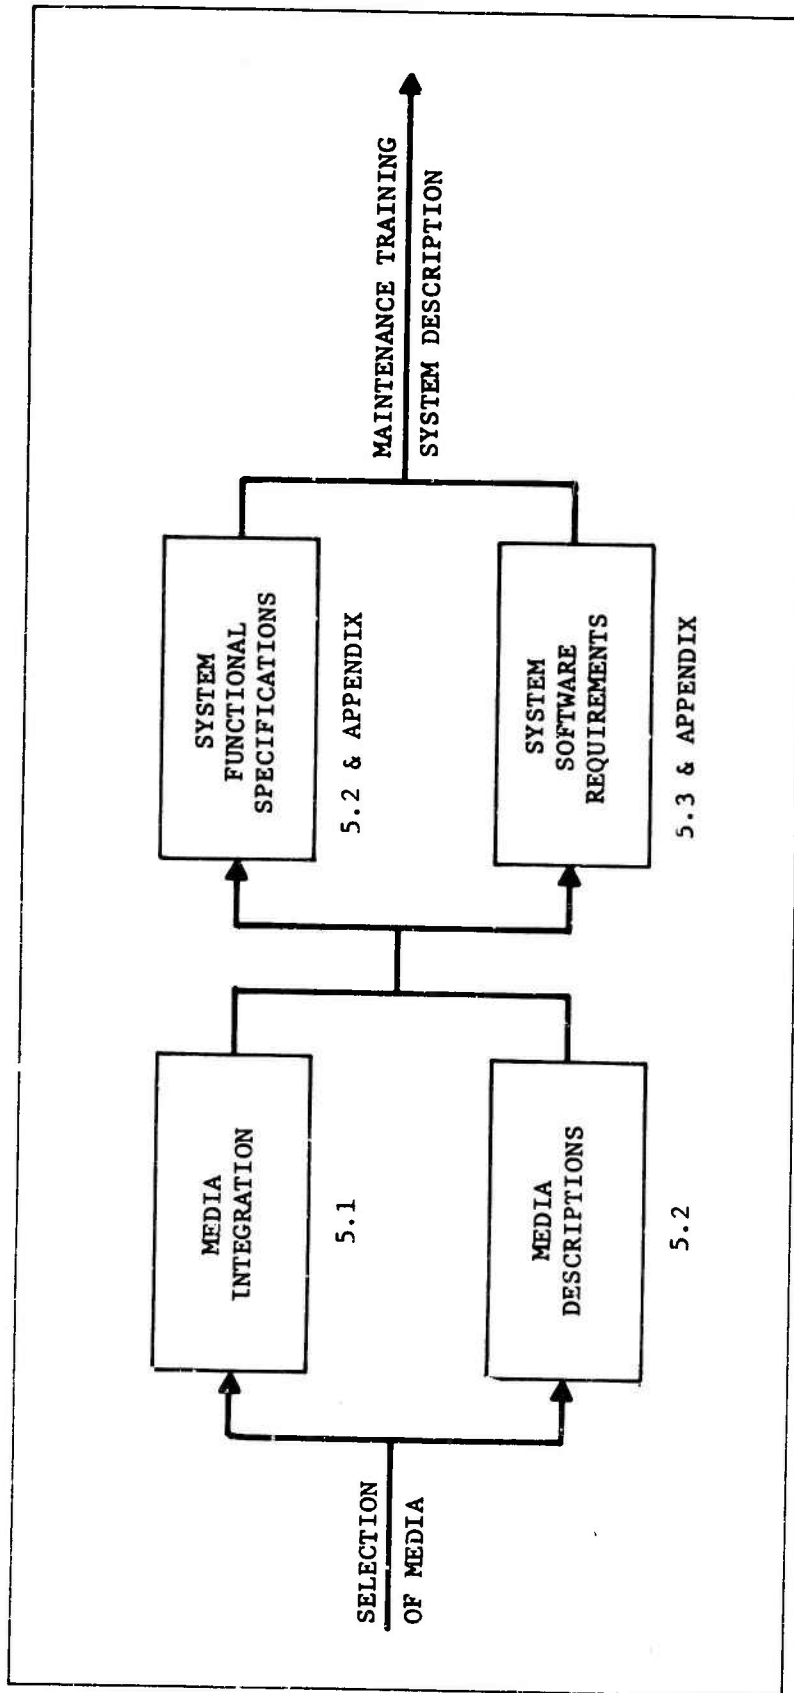 SELECTION
OF MEDIA
MEDIA
INTEGRATION
5.1
MEDIA
DESCRIPTIONS
5.2
SYSTEM
FUNCTIONAL
SPECIFICATIONS
5.2 & APPENDIX
SYSTEM
SOFTWARE
REQUIREMENTS
5.3 & APPENDIX
MAINTENANCE TRAINING
SYSTEM DESCRIPTION